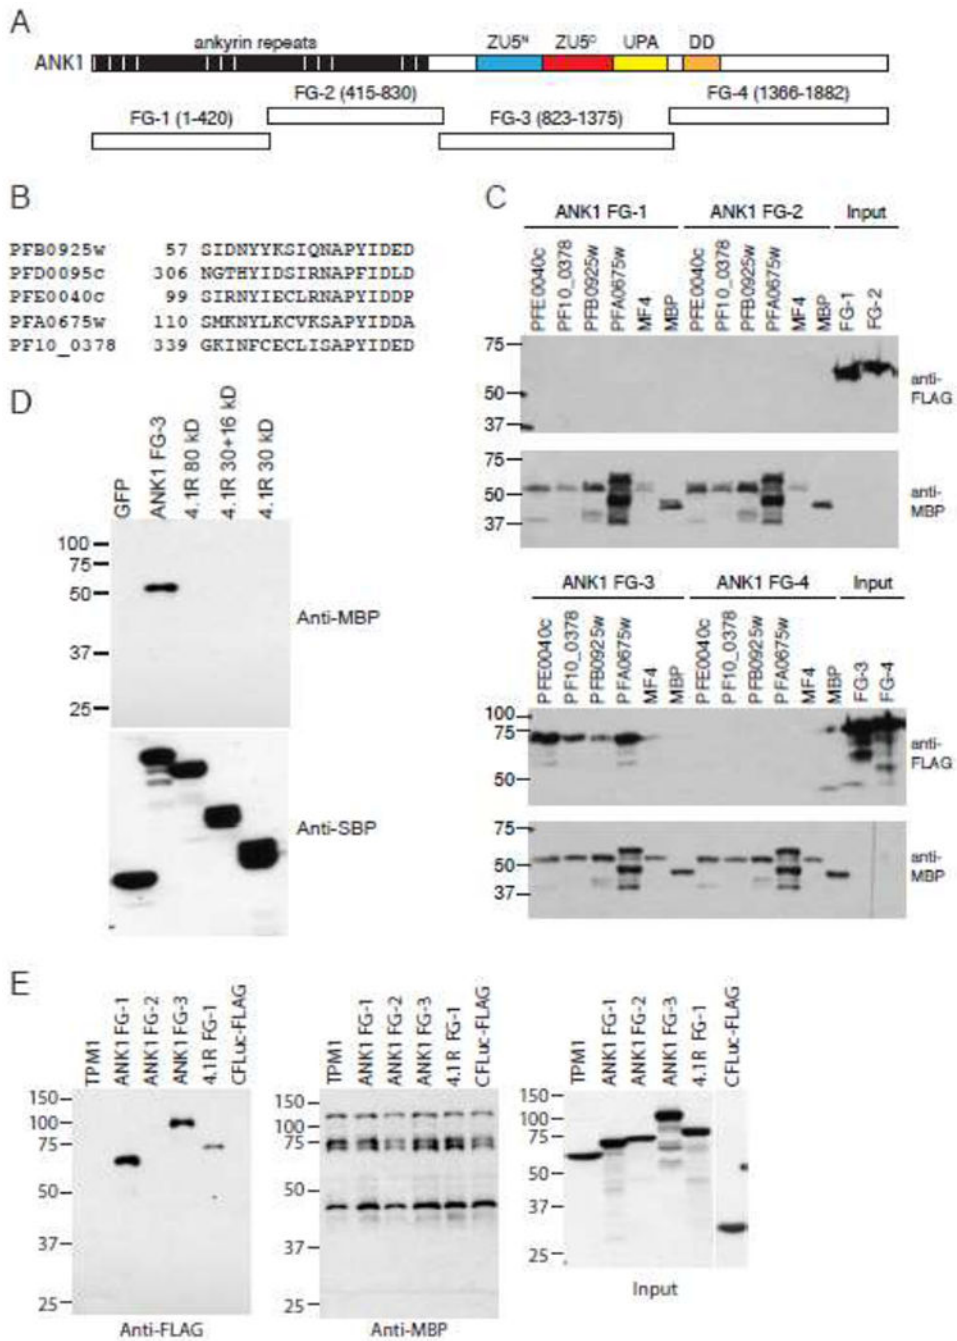 A
ankyrin repeats
ZU5ᴺ ZU5ᶜ UPA DD
ANK1
FG-2 (415-830)
FG-4 (1366-1882)
FG-1 (1-420)
FG-3 (823-1375)
B
PFB0925w 57 SIDNYYKSIQNAPYIDED
PFD0095c 306 NGTHYIDSIRNAPFIDLD
PFE0040c 99 SIRNYIECLRNAPYIDDP
PFA0675w 110 SMKNYLKCVKSAPYIDDA
PF10_0378 339 GKINFCECLISAPYIDED
C
ANK1 FG-1 ANK1 FG-2 Input
PFE0040c PF10_0378 PFB0925w PFA0675w MF4 MBP PFE0040c PF10_0378 PFB0925w PFA0675w MF4 MBP FG-1 FG-2
75
50
37
anti-
FLAG
75
50
37
anti-
MBP
ANK1 FG-3 ANK1 FG-4 Input
PFE0040c PF10_0378 PFB0925w PFA0675w MF4 MBP PFE0040c PF10_0378 PFB0925w PFA0675w MF4 MBP FG-3 FG-4
100
75
50
anti-
FLAG
75
50
37
anti-
MBP
D
GFP ANK1 FG-3 4.1R 80 kD 4.1R 30+16 kD 4.1R 30 kD
100
75
50
37
25
Anti-MBP
Anti-SBP
E
TPM1 ANK1 FG-1 ANK1 FG-2 ANK1 FG-3 4.1R FG-1 CFLuc-FLAG
150
100
75
50
37
25
Anti-FLAG
TPM1 ANK1 FG-1 ANK1 FG-2 ANK1 FG-3 4.1R FG-1 CFLuc-FLAG
150
100
75
50
37
25
Anti-MBP
TPM1 ANK1 FG-1 ANK1 FG-2 ANK1 FG-3 4.1R FG-1 CFLuc-FLAG
150
100
75
50
37
25
Input